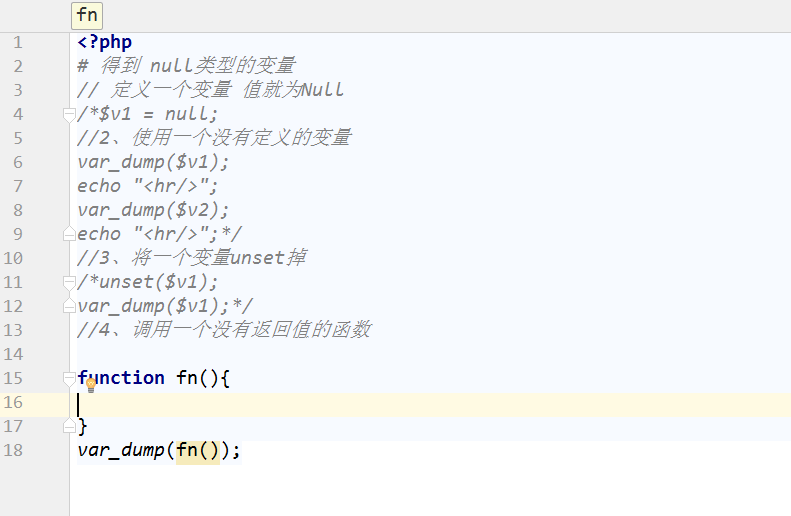 fn
1 <?php
2 # 得到 null类型的变量
3 // 定义一个变量 值就为Null
4 /*$v1 = null;
5 //2、使用一个没有定义的变量
6 var_dump($v1);
7 echo "<hr/>";
8 var_dump($v2);
9 echo "<hr/>";*/
10 //3、将一个变量unset掉
11 /*unset($v1);
12 var_dump($v1);*/
13 //4、调用一个没有返回值的函数
14
15 function fn(){
16
17 }
18 var_dump(fn());